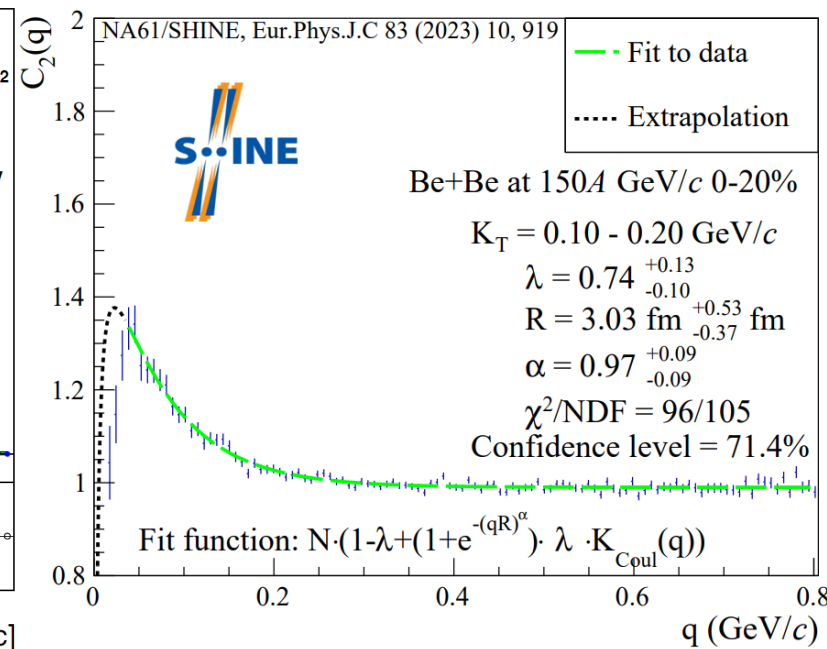 NA61/SHINE, Eur.Phys.J.C 83 (2023) 10, 919
Fit to data
Extrapolation
S••INE
Be+Be at 150A GeV/c 0-20%
K_T = 0.10 - 0.20 GeV/c
λ = 0.74 +0.13 -0.10
R = 3.03 fm +0.53 -0.37 fm
α = 0.97 +0.09 -0.09
χ²/NDF = 96/105
Confidence level = 71.4%
Fit function: N·(1-λ+(1+e^{-(qR)^α})· λ ·K_Coul(q))
C₂(q)
2
1.8
1.6
1.4
1.2
1
0.8
0
0.2
0.4
0.6
0.8
q (GeV/c)
2
c]